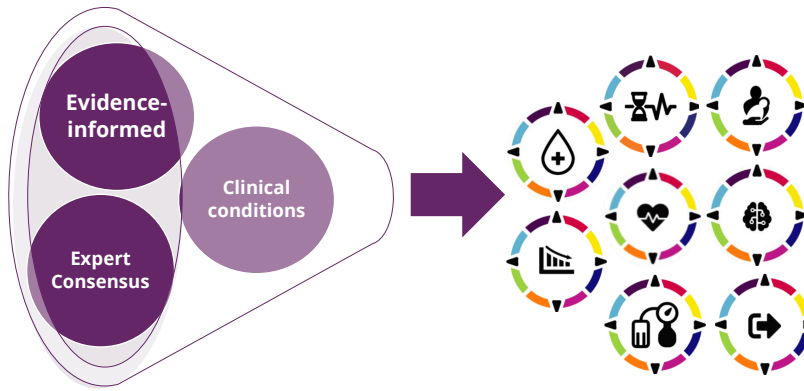 Evidence-
informed
Clinical
conditions
Expert
Consensus